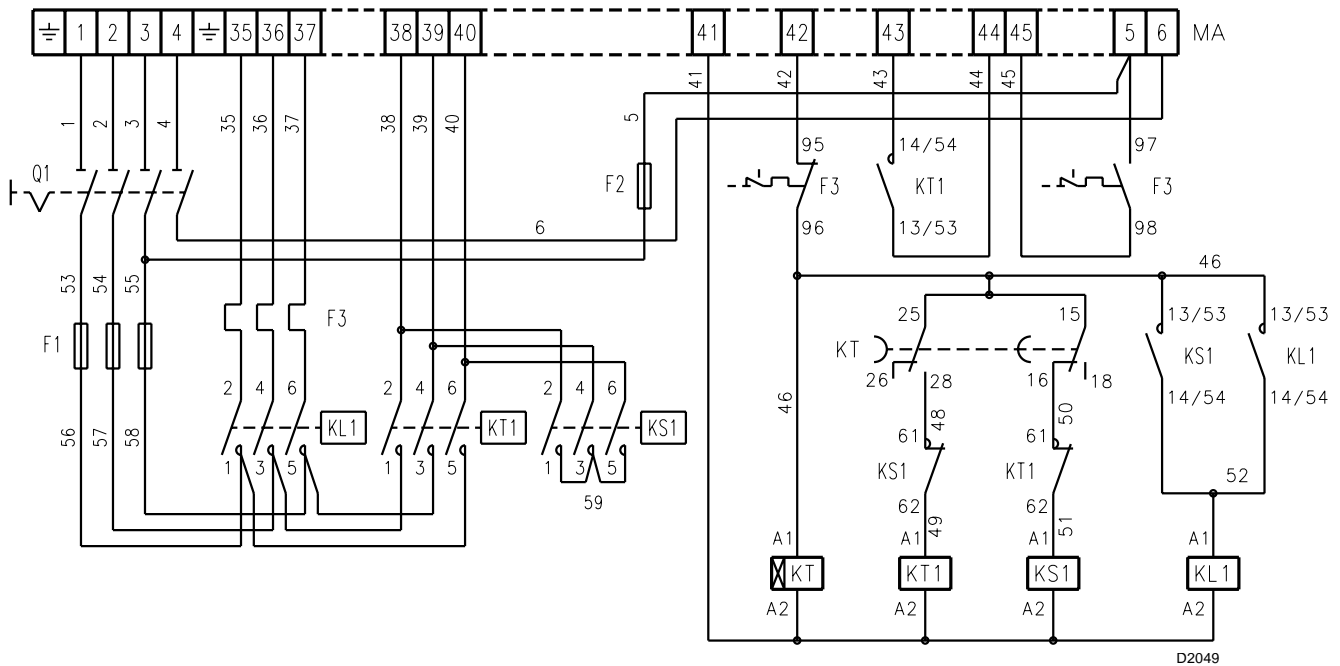 1 2 3 4 35 36 37 38 39 40 41 42 43 44 45 5 6 MA
1 2 3 4 35 36 37 38 39 40 5 41 42 43 44 45
Q1 F2 95 F3 96 14/54 KT1 13/53 97 F3 98
6
53 54 55 F3 46
F1 25 15 13/53 13/53
KT KS1 KL1
26 28 16 18
2 4 6 2 4 6 2 4 6 14/54 14/54
KL1 KT1 KS1
56 57 58 46 48 50
1 3 5 1 3 5 1 3 5 61 61
59 KS1 KT1 52
62 62
49 51
A1 A1 A1 A1
KT KT1 KS1 KL1
A2 A2 A2 A2
D2049